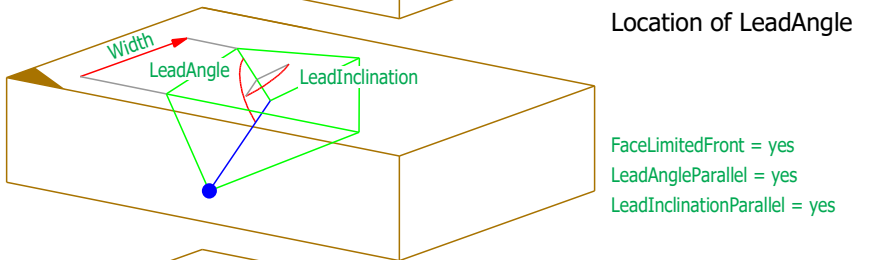 Location of LeadAngle
Width
LeadAngle
LeadInclination
FaceLimitedFront = yes
LeadAngleParallel = yes
LeadInclinationParallel = yes